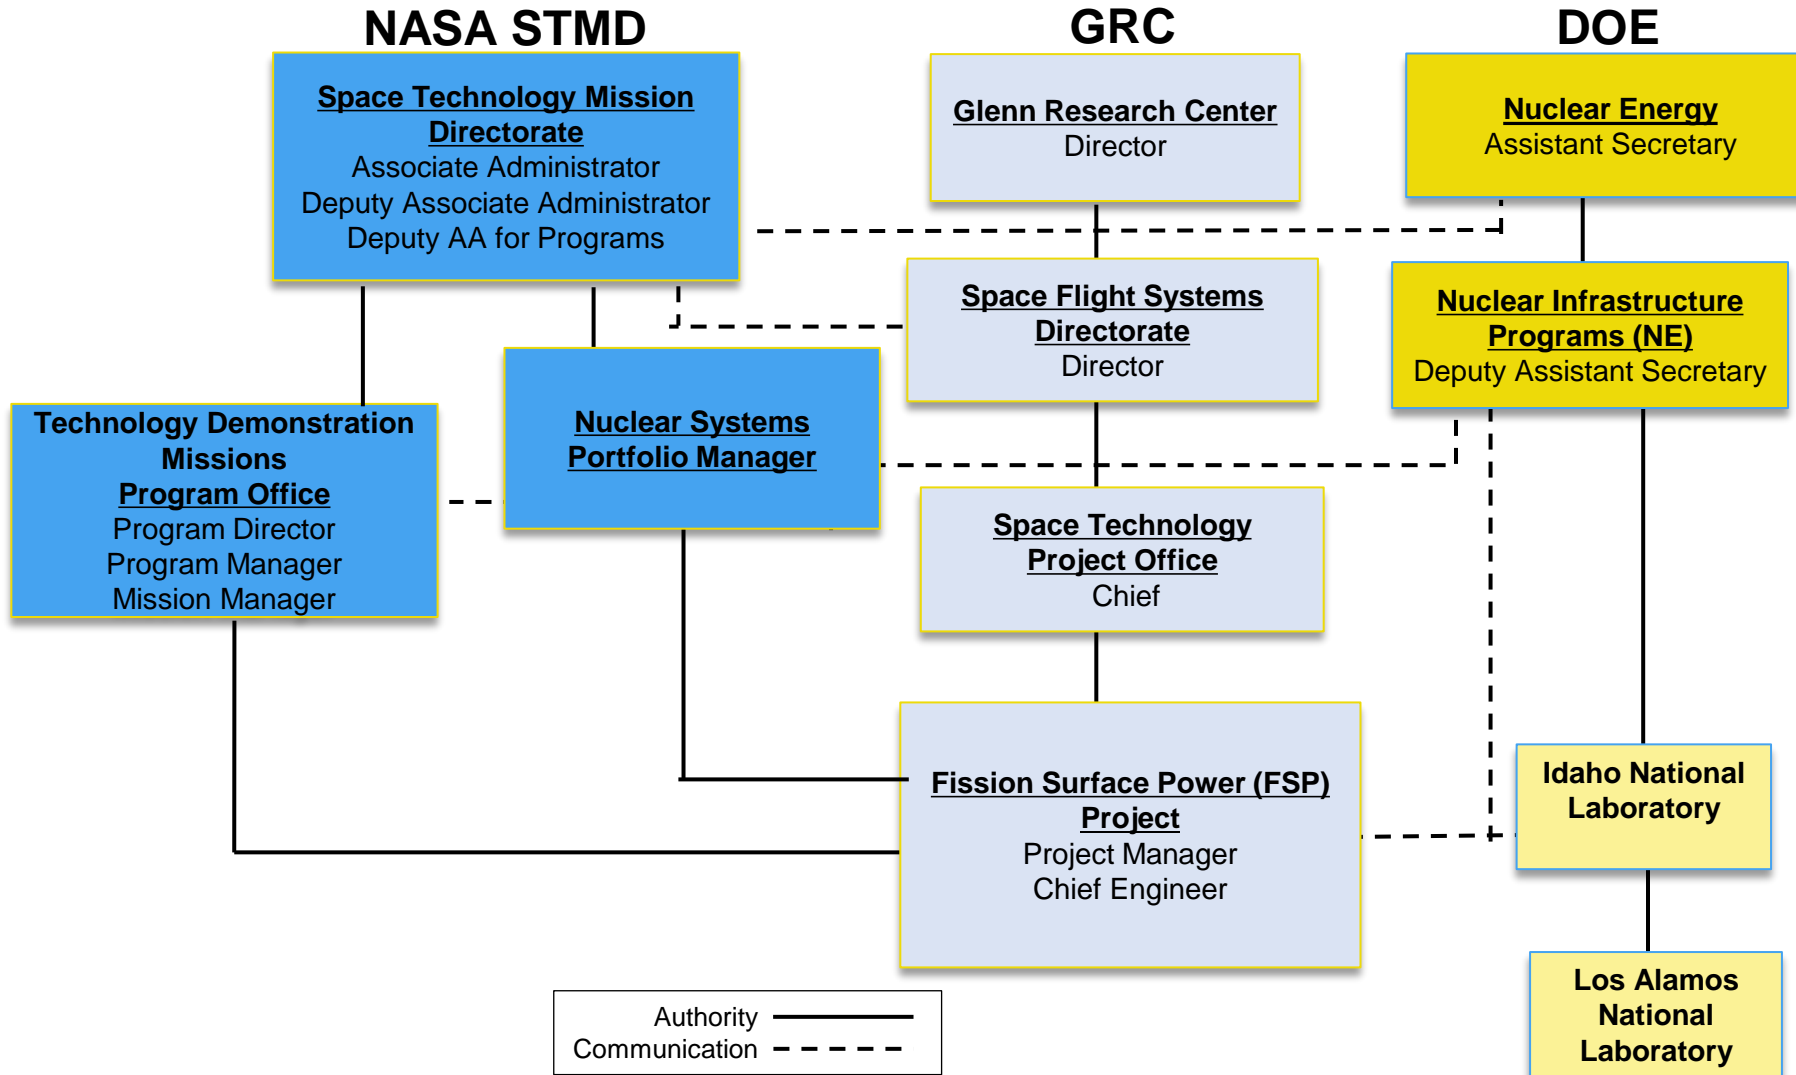 NASA STMD
GRC
DOE
Space Technology Mission
Directorate
Associate Administrator
Deputy Associate Administrator
Deputy AA for Programs
Glenn Research Center
Director
Nuclear Energy
Assistant Secretary
Space Flight Systems
Directorate
Director
Nuclear Infrastructure
Programs (NE)
Deputy Assistant Secretary
Technology Demonstration
Missions
Program Office
Program Director
Program Manager
Mission Manager
Nuclear Systems
Portfolio Manager
Space Technology
Project Office
Chief
Fission Surface Power (FSP)
Project
Project Manager
Chief Engineer
Idaho National
Laboratory
Los Alamos
National
Laboratory
Authority
Communication